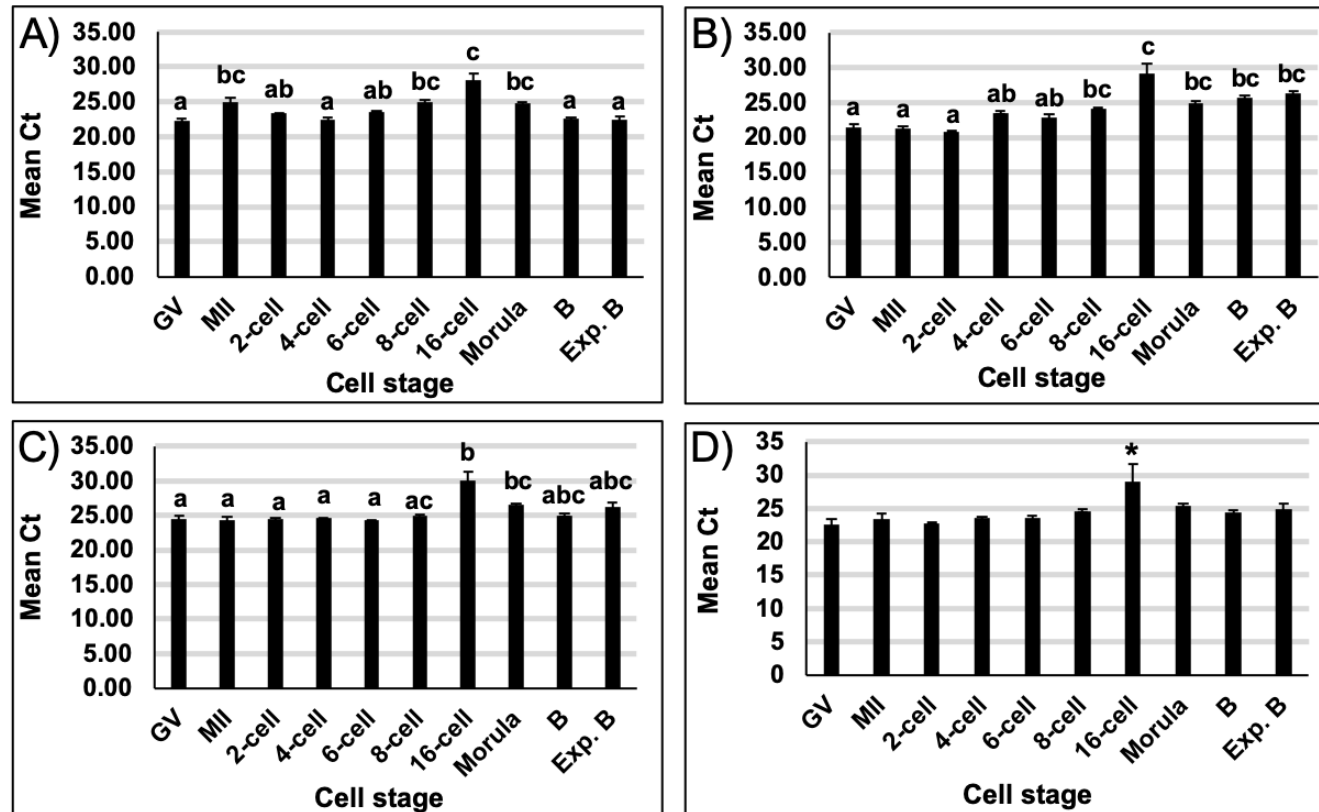 A)
35.00
30.00
25.00
20.00
15.00
10.00
5.00
0.00
Mean Ct
a bc ab a ab bc c bc a a
GV MII 2-cell 4-cell 6-cell 8-cell 16-cell Morula B Exp. B
Cell stage
B)
35.00
30.00
25.00
20.00
15.00
10.00
5.00
0.00
Mean Ct
a a a ab ab bc c bc bc bc
GV MII 2-cell 4-cell 6-cell 8-cell 16-cell Morula B Exp. B
Cell stage
C)
35.00
30.00
25.00
20.00
15.00
10.00
5.00
0.00
Mean Ct
a a a a a ac b bc abc abc
GV MII 2-cell 4-cell 6-cell 8-cell 16-cell Morula B Exp. B
Cell stage
D)
35
30
25
20
15
10
5
0
Mean Ct
*
GV MII 2-cell 4-cell 6-cell 8-cell 16-cell Morula B Exp. B
Cell stage